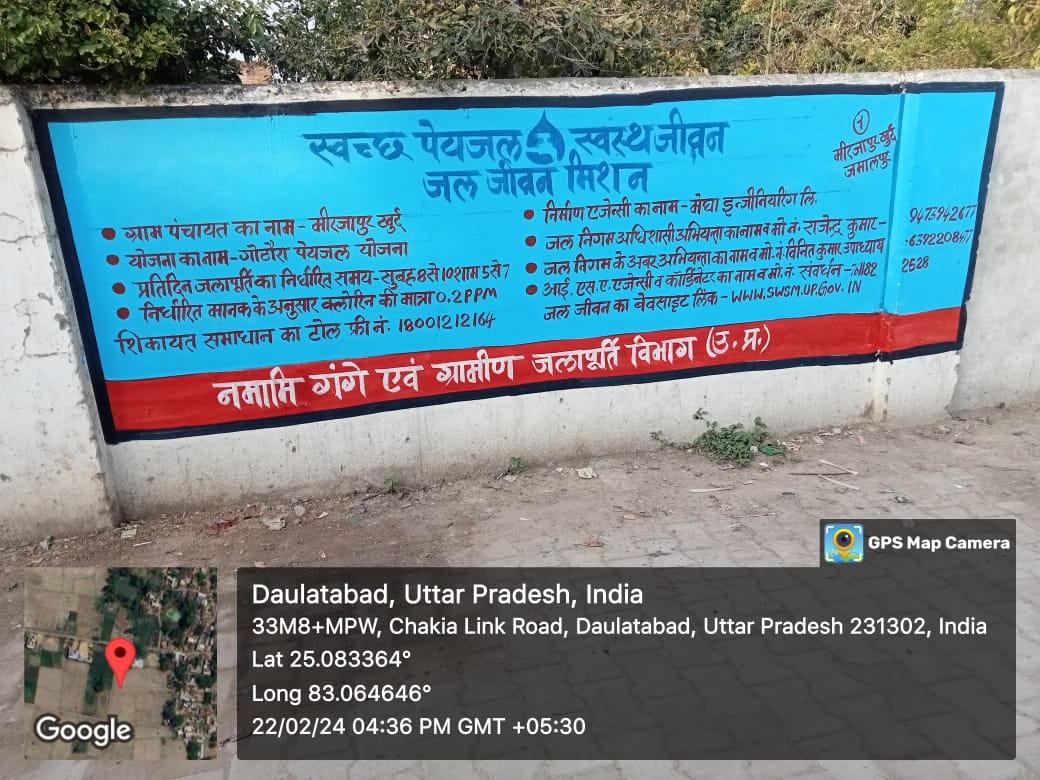 स्वच्छ पेयजल स्वस्थ जीवन
जल जीवन मिशन
1
मीरजापुर खुर्द
जमालपुर
ग्राम पंचायत का नाम - मीरजापुर खुर्द
योजना का नाम - गोटौरा पेयजल योजना
प्रतिदिन जलापूर्ति का निर्धारित समय - सुबह 8 से 10 शाम 5 से 7
निर्धारित मानक के अनुसार क्लोरिन की मात्रा 0.2 PPM
शिकायत समाधान का टोल फ्री नं. 18001212164
निर्माण एजेन्सी का नाम - मेघा इन्जीनियरिंग लि.
जल निगम अधिशासी अभियन्ता का नाम व मो. नं. राजेन्द्र कुमार - 9473942677
जल निगम के अवर अभियन्ता का नाम व मो. नं. विनित कुमार उपाध्याय - 6392208477
आई. एस. ए. एजेन्सी व कॉर्डिनेटर का नाम व मो. नं. सवर्धन - 2528
जल जीवन का वेबसाइट लिंक - WWW.SWSM.UP.GOV.IN
नमामि गंगे एवं ग्रामीण जलापूर्ति विभाग (उ. प्र.)
GPS Map Camera
Daulatabad, Uttar Pradesh, India
33M8+MPW, Chakia Link Road, Daulatabad, Uttar Pradesh 231302, India
Lat 25.083364°
Long 83.064646°
22/02/24 04:36 PM GMT +05:30
Google